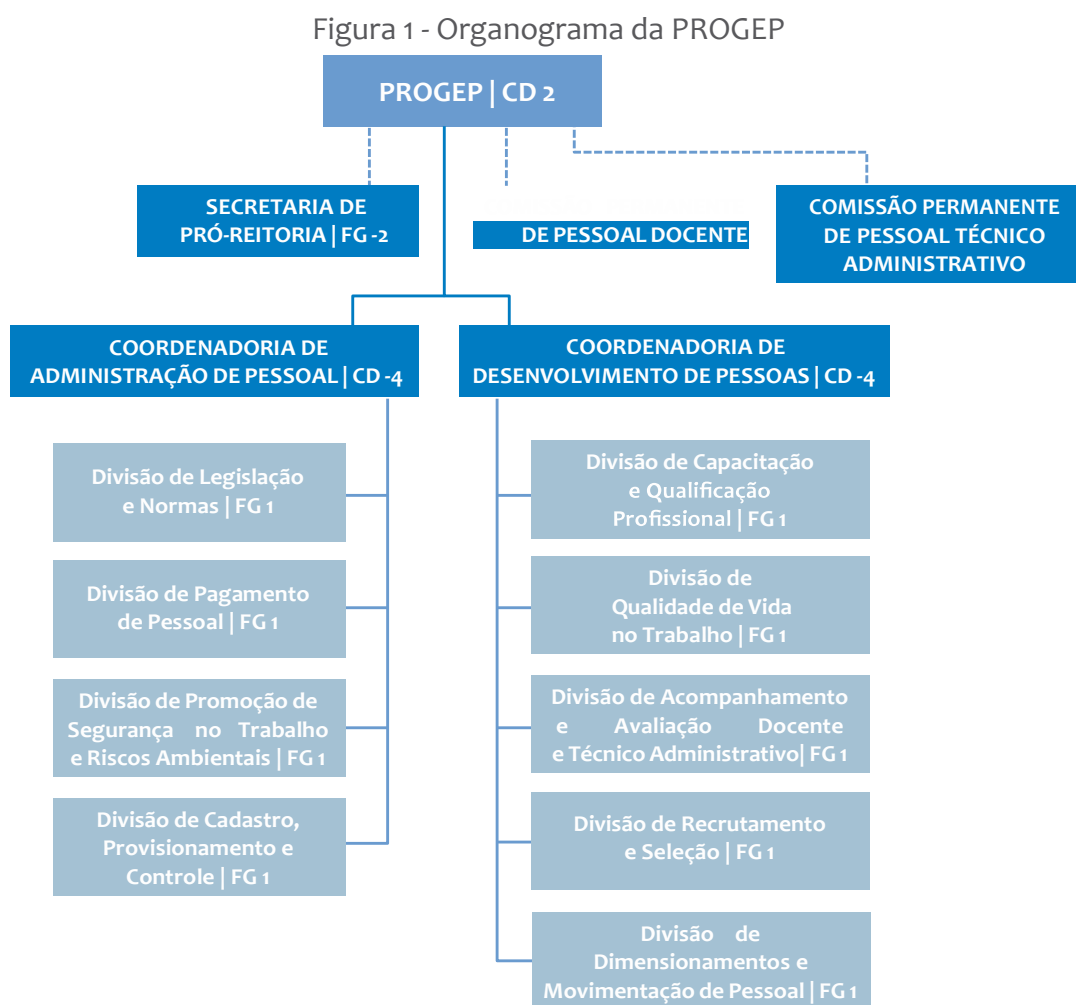 Figura 1 - Organograma da PROGEP
PROGEP | CD 2
SECRETARIA DE
PRÓ-REITORIA | FG -2
DE PESSOAL DOCENTE
COMISSÃO PERMANENTE
DE PESSOAL TÉCNICO
ADMINISTRATIVO
COORDENADORIA DE
ADMINISTRAÇÃO DE PESSOAL | CD -4
COORDENADORIA DE
DESENVOLVIMENTO DE PESSOAS | CD -4
Divisão de Legislação
e Normas | FG 1
Divisão de Pagamento
de Pessoal | FG 1
Divisão de Promoção de
Segurança no Trabalho
e Riscos Ambientais | FG 1
Divisão de Cadastro,
Provisionamento e
Controle | FG 1
Divisão de Capacitação
e Qualificação
Profissional | FG 1
Divisão de
Qualidade de Vida
no Trabalho | FG 1
Divisão de Acompanhamento
e Avaliação Docente
e Técnico Administrativo| FG 1
Divisão de Recrutamento
e Seleção | FG 1
Divisão de
Dimensionamentos e
Movimentação de Pessoal | FG 1